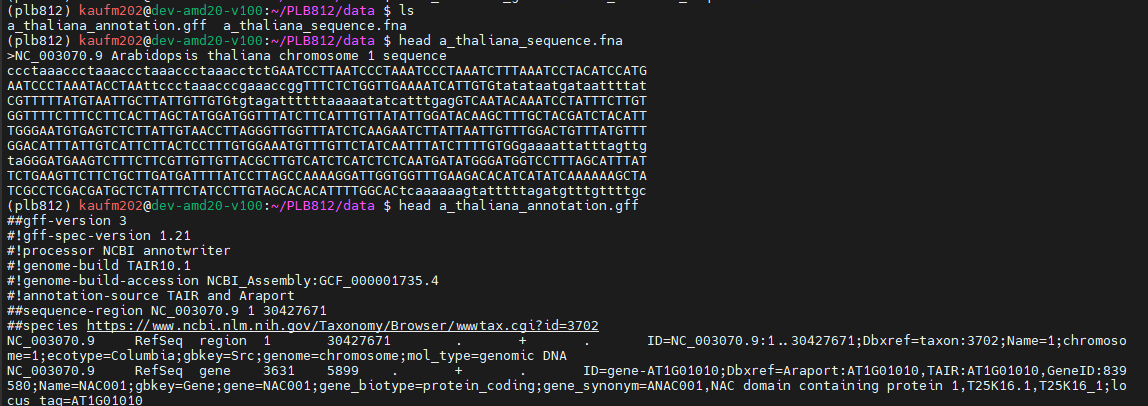 (plb812) kaufm202@dev-amd20-v100:~/PLB812/data $ ls
a_thaliana_annotation.gff  a_thaliana_sequence.fna
(plb812) kaufm202@dev-amd20-v100:~/PLB812/data $ head a_thaliana_sequence.fna
>NC_003070.9 Arabidopsis thaliana chromosome 1 sequence
ccctaaaccctaaaccctaaaccctaaacctctGAATCCTTAATCCCTAAATCCCTAAATCTTTAAATCCTACATCCATG
AATCCCTAAATACCTAAttccctaaacccgaaaccggTTTCTCTGGTTGAAAATCATTGTGtatataatgataattttat
CGTTTTTATGTAATTGCTTATTGTTGTGtgtagattttttaaaaatatcatttgagGTCAATACAAATCCTATTTCTTGT
GGTTTTCTTTCCTTCACTTAGCTATGGATGGTTTATCTTCATTTGTTATATTGGATACAAGCTTTGCTACGATCTACATT
TGGGAATGTGAGTCTCTTATTGTAACCTTAGGGTTGGTTTATCTCAAGAATCTTATTAATTGTTTGGACTGTTTATGTTT
GGACATTTATTGTCATTCTTACTCCTTTGTGGAAATGTTTGTTCTATCAATTTATCTTTTGTGGgaaaattatttagttg
taGGGATGAAGTCTTTCTTCGTTGTTGTTACGCTTGTCATCTCATCTCTCAATGATATGGGATGGTCCTTTAGCATTTAT
TCTGAAGTTCTTCTGCTTGATGATTTTATCCTTAGCCAAAAGGATTGGTGGTTTGAAGACACATCATATCAAAAAAGCTA
TCGCCTCGACGATGCTCTATTTCTATCCTTGTAGCACACATTTTGGCACtcaaaaaagtatttttagatgtttgttttgc
(plb812) kaufm202@dev-amd20-v100:~/PLB812/data $ head a_thaliana_annotation.gff
##gff-version 3
#!gff-spec-version 1.21
#!processor NCBI annotwriter
#!genome-build TAIR10.1
#!genome-build-accession NCBI_Assembly:GCF_000001735.4
#!annotation-source TAIR and Araport
##sequence-region NC_003070.9 1 30427671
##species https://www.ncbi.nlm.nih.gov/Taxonomy/Browser/wwwtax.cgi?id=3702
NC_003070.9     RefSeq  region  1       30427671        .       +       .       ID=NC_003070.9:1..30427671;Dbxref=taxon:3702;Name=1;chromoso
me=1;ecotype=Columbia;gbkey=Src;genome=chromosome;mol_type=genomic DNA
NC_003070.9     RefSeq  gene    3631    5899    .       +       .       ID=gene-AT1G01010;Dbxref=Araport:AT1G01010,TAIR:AT1G01010,GeneID:839
580;Name=NAC001;gbkey=Gene;gene=NAC001;gene_biotype=protein_coding;gene_synonym=ANAC001,NAC domain containing protein 1,T25K16.1,T25K16_1;lo
cus_tag=AT1G01010